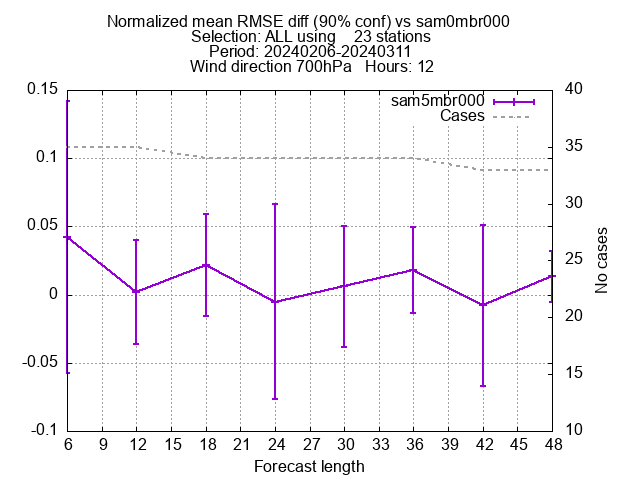 Normalized mean RMSE diff (90% conf) vs sam0mbr000
Selection: ALL using    23 stations
Period: 20240206-20240311
Wind direction 700hPa   Hours: 12
0.15
0.1
0.05
0
-0.05
-0.1
40
35
30
25
20
15
10
No cases
sam5mbr000
Cases
6 9 12 15 18 21 24 27 30 33 36 39 42 45 48
Forecast length